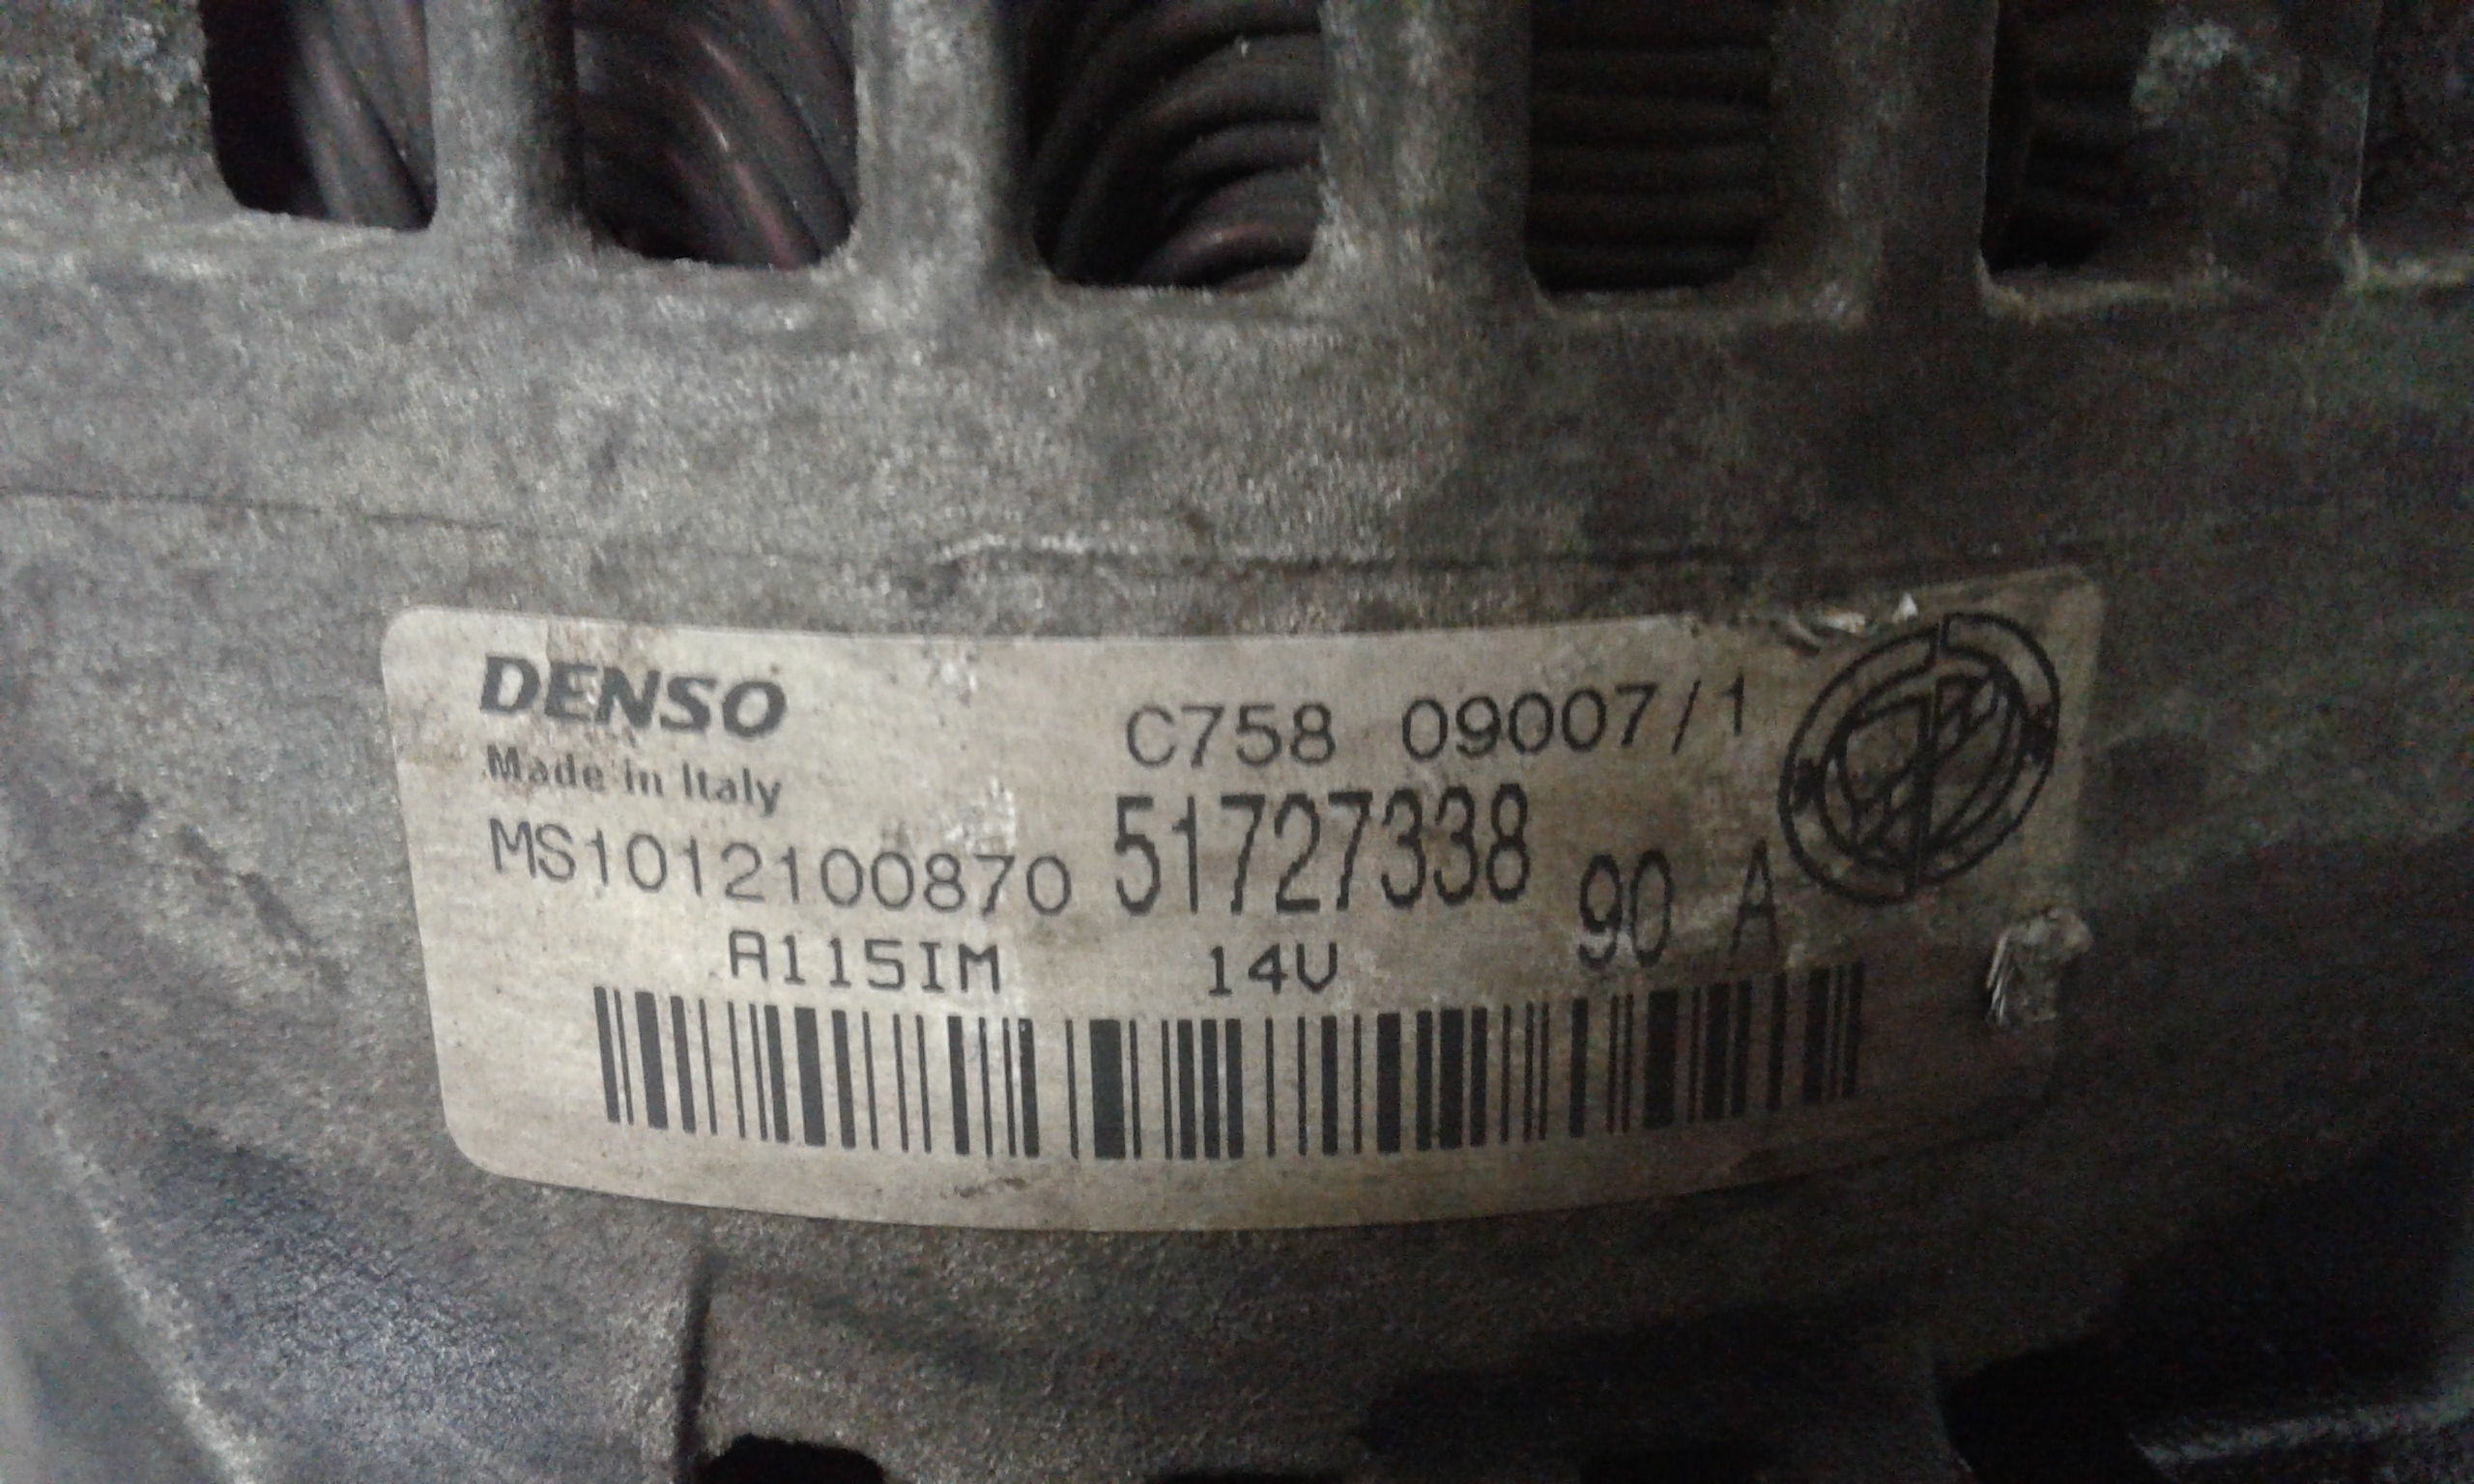 DENSO
Made in Italy
C758 09007/1
MS1012100870 51727338 90 A
A115IM 14V